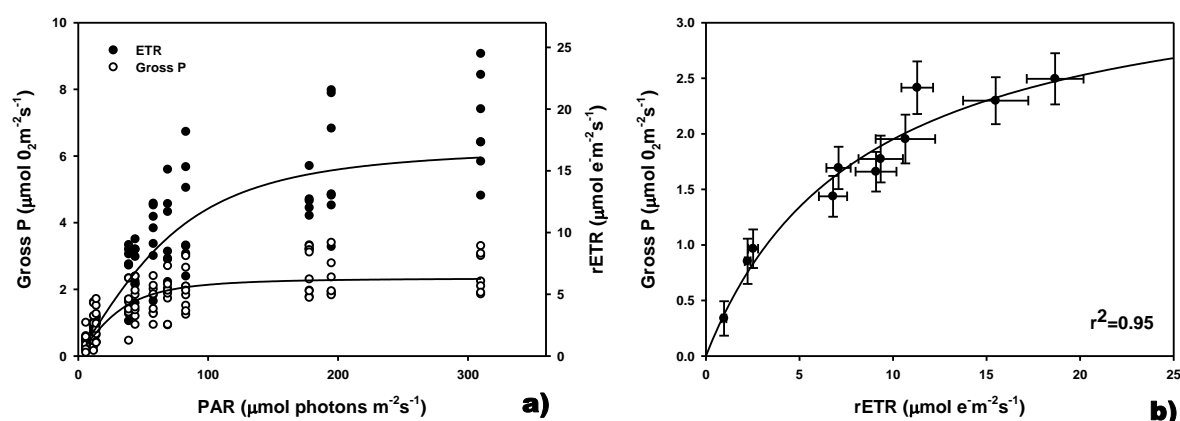 10
8
6
4
2
0
Gross P (μmol 0₂m⁻²s⁻¹)
ETR
Gross P
25
20
15
10
5
0
rETR (μmol e⁻m⁻²s⁻¹)
0 100 200 300
PAR (μmol photons m⁻²s⁻¹)
a)
3.0
2.5
2.0
1.5
1.0
0.5
0.0
Gross P (μmol 0₂m⁻²s⁻¹)
r²=0.95
0 5 10 15 20 25
rETR (μmol e⁻m⁻²s⁻¹)
b)